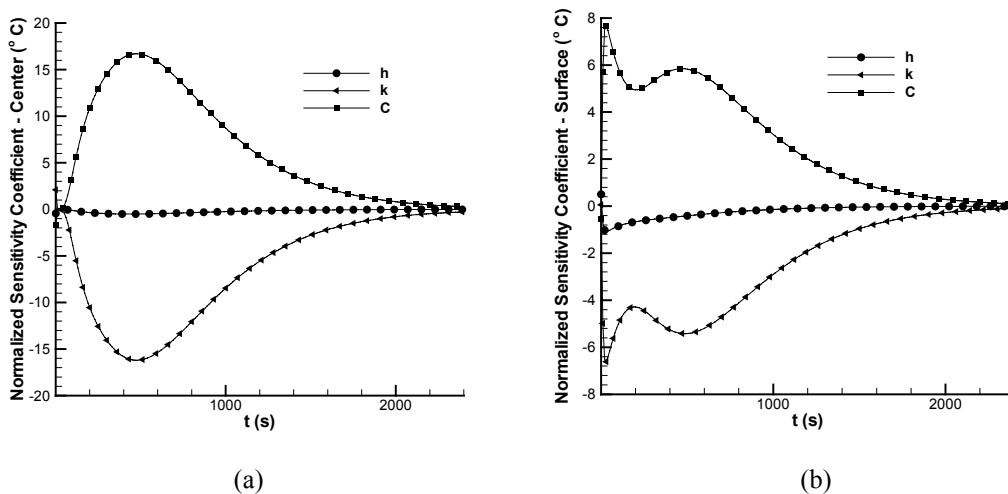 Normalized Sensitivity Coefficient - Center (° C)
20
15
10
5
0
-5
-10
-15
-20
h
k
C
1000
2000
t (s)
(a)
Normalized Sensitivity Coefficient - Surface (° C)
8
6
4
2
0
-2
-4
-6
-8
h
k
C
1000
2000
t (s)
(b)